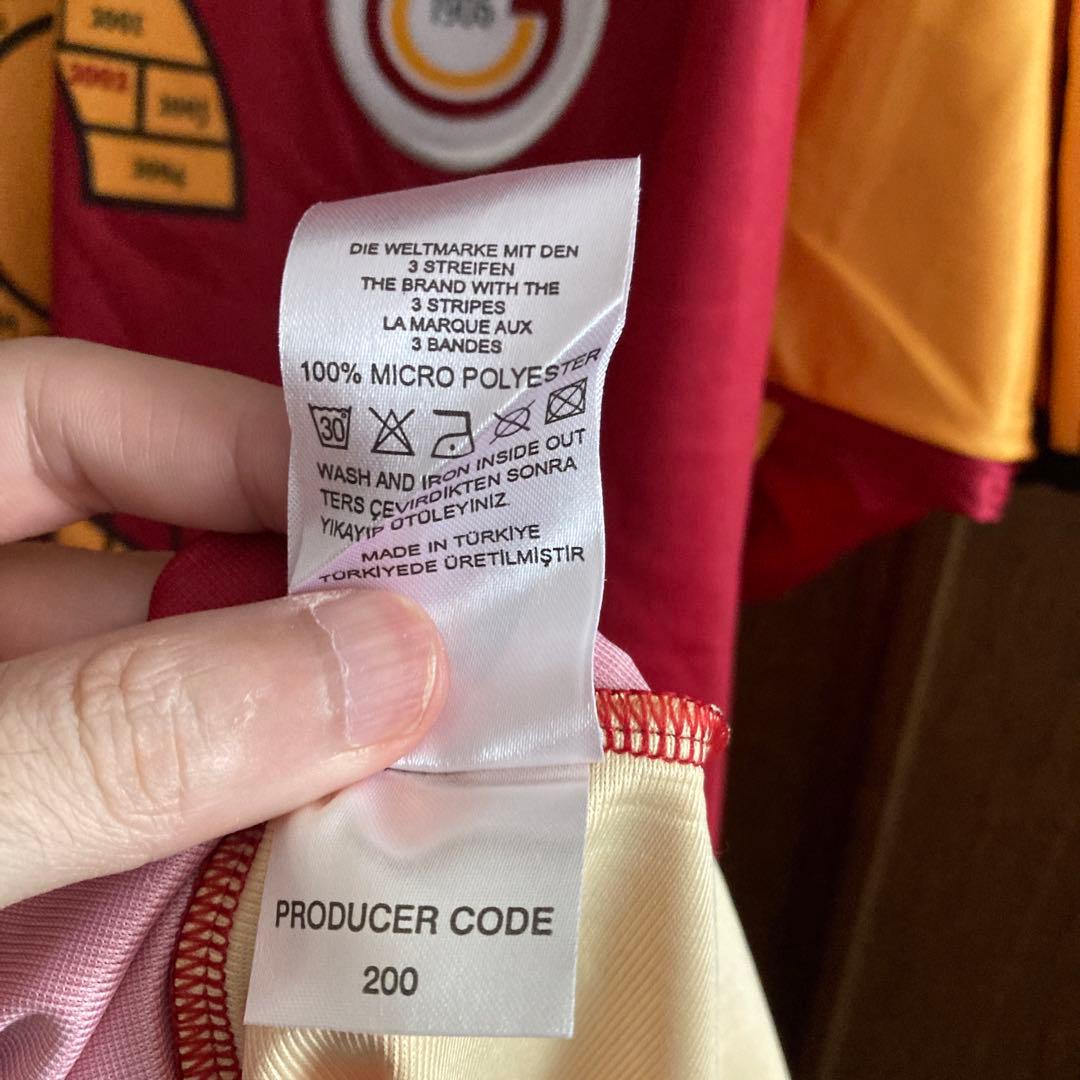 1905
DIE WELTMARKE MIT DEN
3 STREIFEN
THE BRAND WITH THE
3 STRIPES
LA MARQUE AUX
3 BANDES
100% MICRO POLYESTER
30°
WASH AND IRON INSIDE OUT
TERS ÇEVİRDİKTEN SONRA
YIKAYIP ÜTÜLEYİNİZ
MADE IN TÜRKİYE
TÜRKİYEDE ÜRETİLMİŞTİR
PRODUCER CODE
200